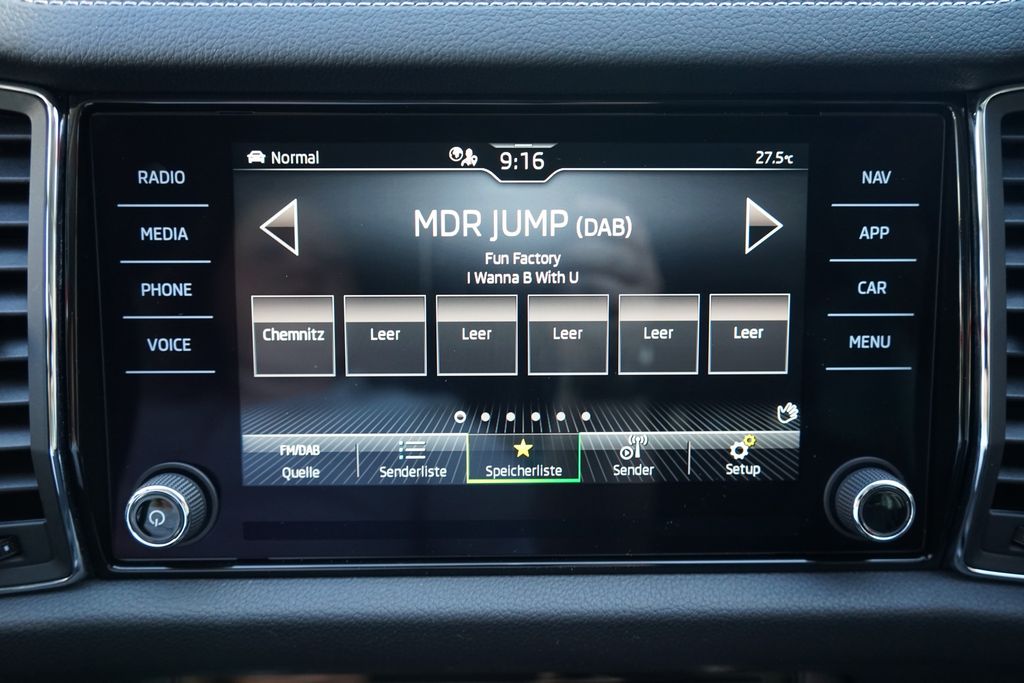 Normal 9:16 27.5°C
RADIO
MEDIA
PHONE
VOICE
MDR JUMP (DAB)
Fun Factory
I Wanna B With U
Chemnitz Leer Leer Leer Leer Leer
FM/DAB
Quelle Senderliste Speicherliste Sender Setup
NAV
APP
CAR
MENU